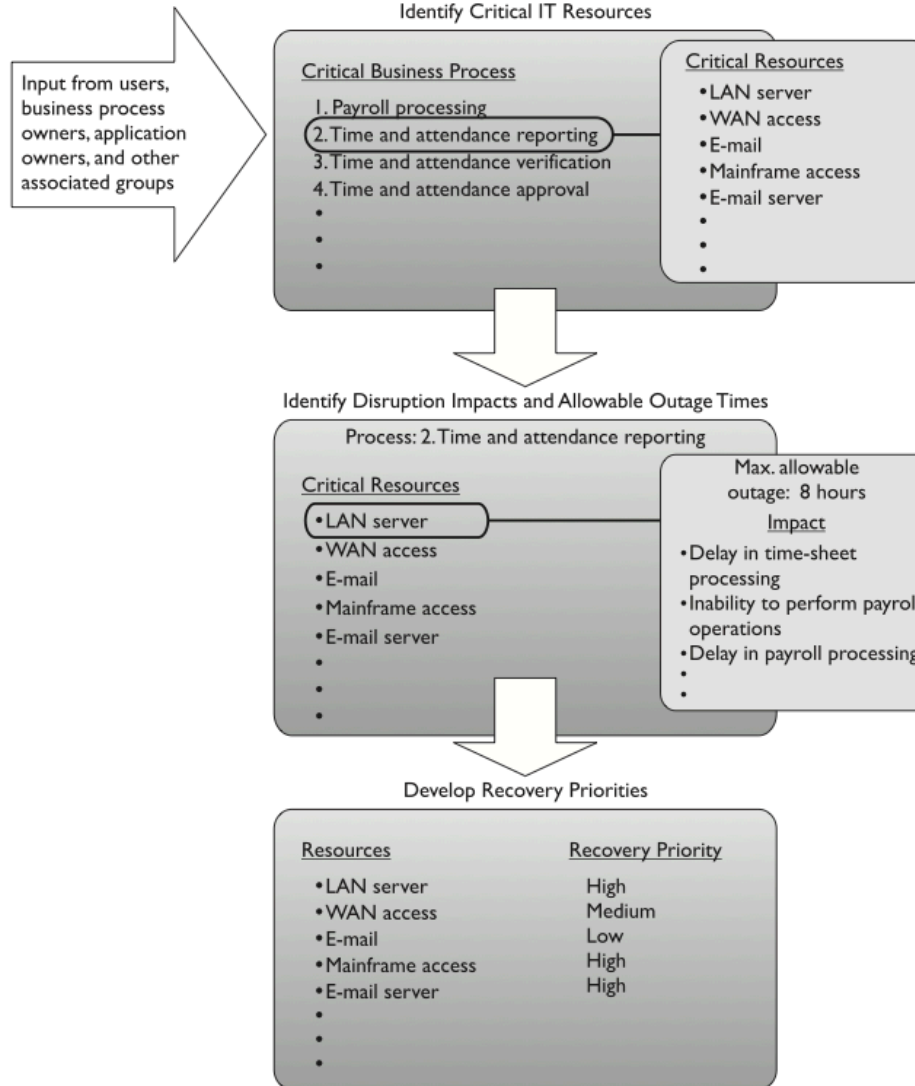 Identify Critical IT Resources
Input from users,
business process
owners, application
owners, and other
associated groups
Critical Business Process
1. Payroll processing
2. Time and attendance reporting
3. Time and attendance verification
4. Time and attendance approval
•
•
•
Critical Resources
• LAN server
• WAN access
• E-mail
• Mainframe access
• E-mail server
•
•
•
Identify Disruption Impacts and Allowable Outage Times
Process: 2. Time and attendance reporting
Critical Resources
• LAN server
• WAN access
• E-mail
• Mainframe access
• E-mail server
•
•
•
Max. allowable
outage: 8 hours
Impact
• Delay in time-sheet
processing
• Inability to perform payroll
operations
• Delay in payroll processing
•
•
Develop Recovery Priorities
Resources Recovery Priority
• LAN server High
• WAN access Medium
• E-mail Low
• Mainframe access High
• E-mail server High
•
•
•